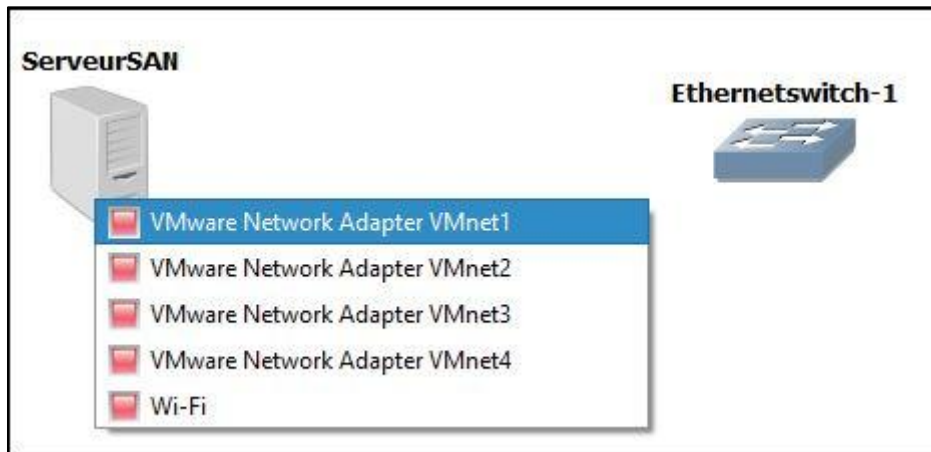 ServeurSAN
Ethernetswitch-1
VMware Network Adapter VMnet1
VMware Network Adapter VMnet2
VMware Network Adapter VMnet3
VMware Network Adapter VMnet4
Wi-Fi